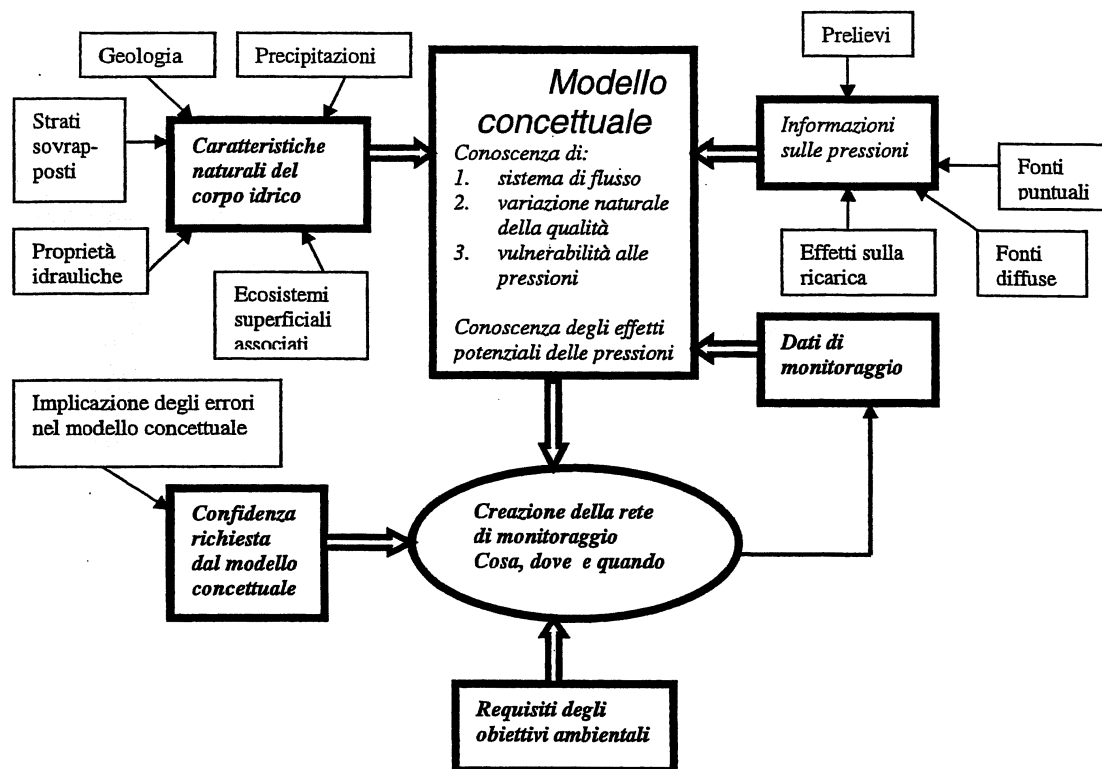 Geologia
Precipitazioni
Strati
sovrap-
posti
Caratteristiche
naturali del
corpo idrico
Proprietà
idrauliche
Ecosistemi
superficiali
associati
Modello
concettuale
Conoscenza di:
1. sistema di flusso
2. variazione naturale
della qualità
3. vulnerabilità alle
pressioni
Conoscenza degli effetti
potenziali delle pressioni
Prelievi
Informazioni
sulle pressioni
Fonti
puntuali
Effetti sulla
ricarica
Fonti
diffuse
Dati di
monitoraggio
Implicazione degli errori
nel modello concettuale
Confidenza
richiesta
dal modello
concettuale
Creazione della rete
di monitoraggio
Cosa, dove e quando
Requisiti degli
obiettivi ambientali